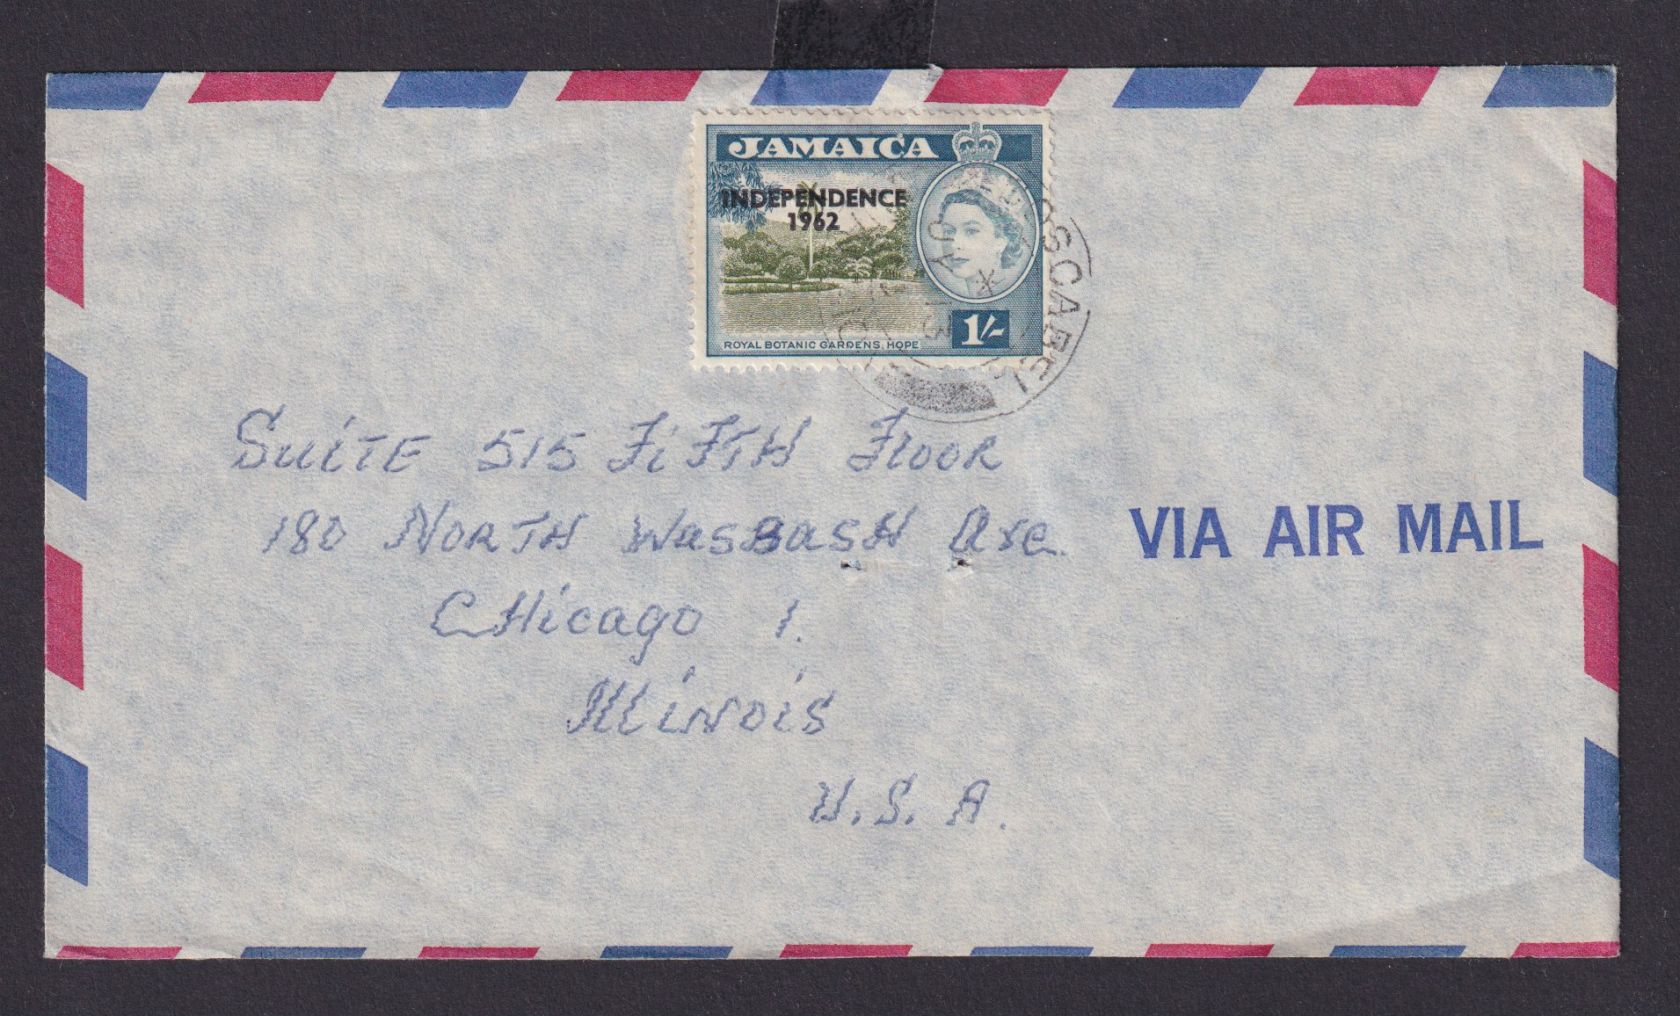 JAMAICA
INDEPENDENCE
1962
1/-
ROYAL BOTANIC GARDENS, HOPE
SUITE 515 FIFTH FLOOR
180 NORTH WASBASH Ave.
CHicago 1.
ILLiNOiS
U.S.A.
VIA AIR MAIL